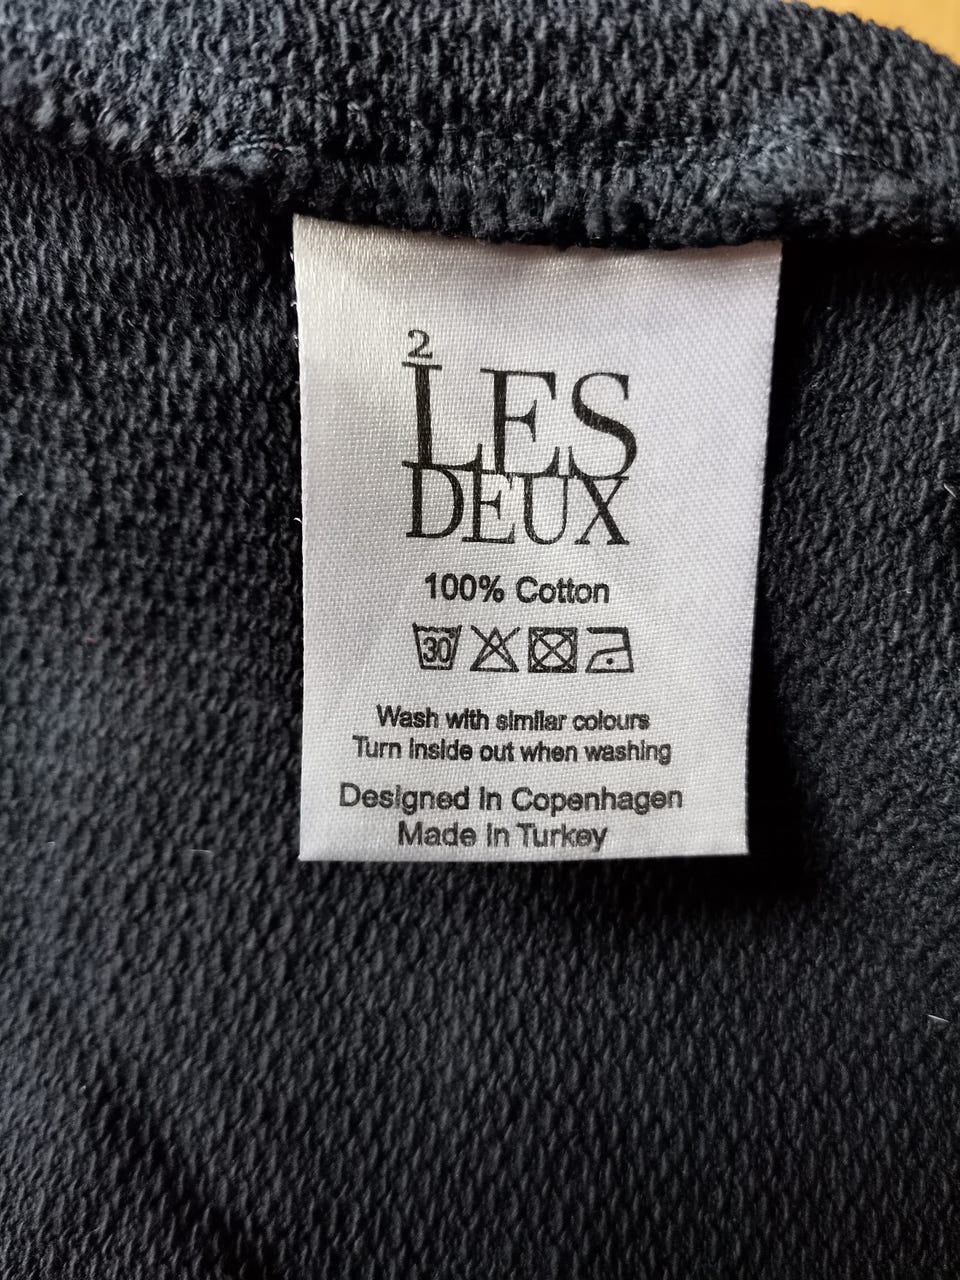 2
LES
DEUX
100% Cotton
30
Wash with similar colours
Turn inside out when washing
Designed in Copenhagen
Made in Turkey